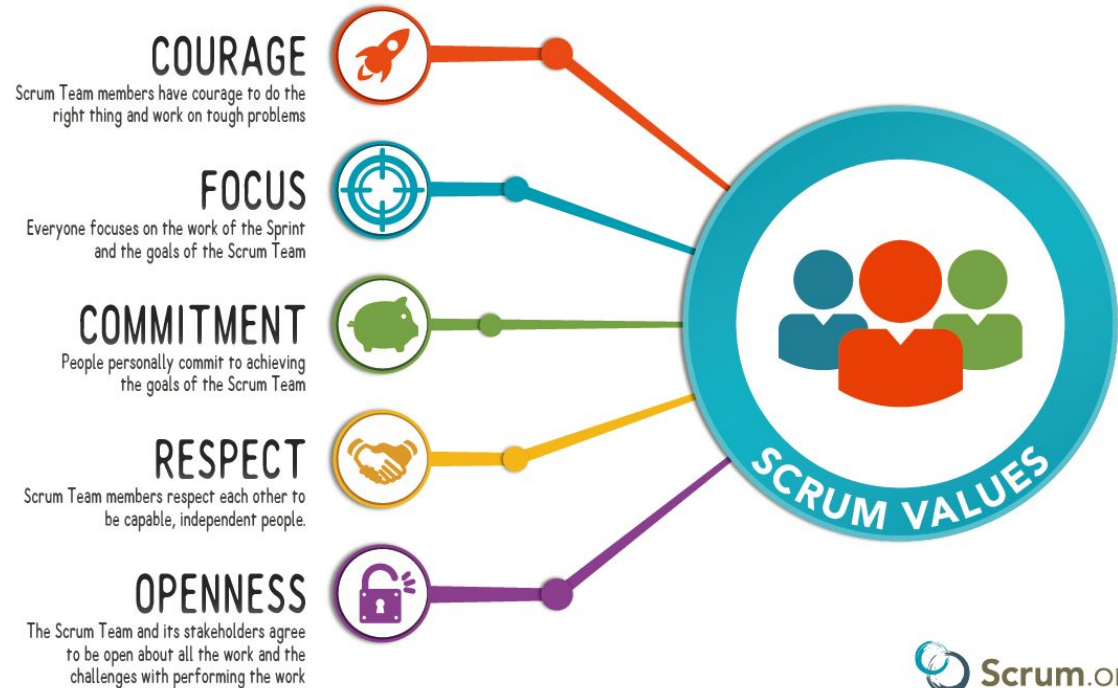 COURAGE
Scrum Team members have courage to do the
right thing and work on tough problems
FOCUS
Everyone focuses on the work of the Sprint
and the goals of the Scrum Team
COMMITMENT
People personally commit to achieving
the goals of the Scrum Team
RESPECT
Scrum Team members respect each other to
be capable, independent people.
OPENNESS
The Scrum Team and its stakeholders agree
to be open about all the work and the
challenges with performing the work
SCRUM VALUES
Scrum.or